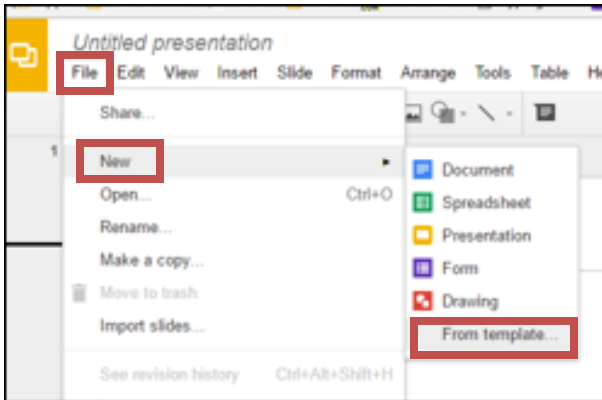 Untitled presentation
File Edit View Insert Slide Format Arrange Tools Table
Share...
1
New
Open... Ctrl+O
Rename...
Make a copy...
Move to trash
Import slides...
See revision history Ctrl+Alt+Shift+H
Document
Spreadsheet
Presentation
Form
Drawing
From template...